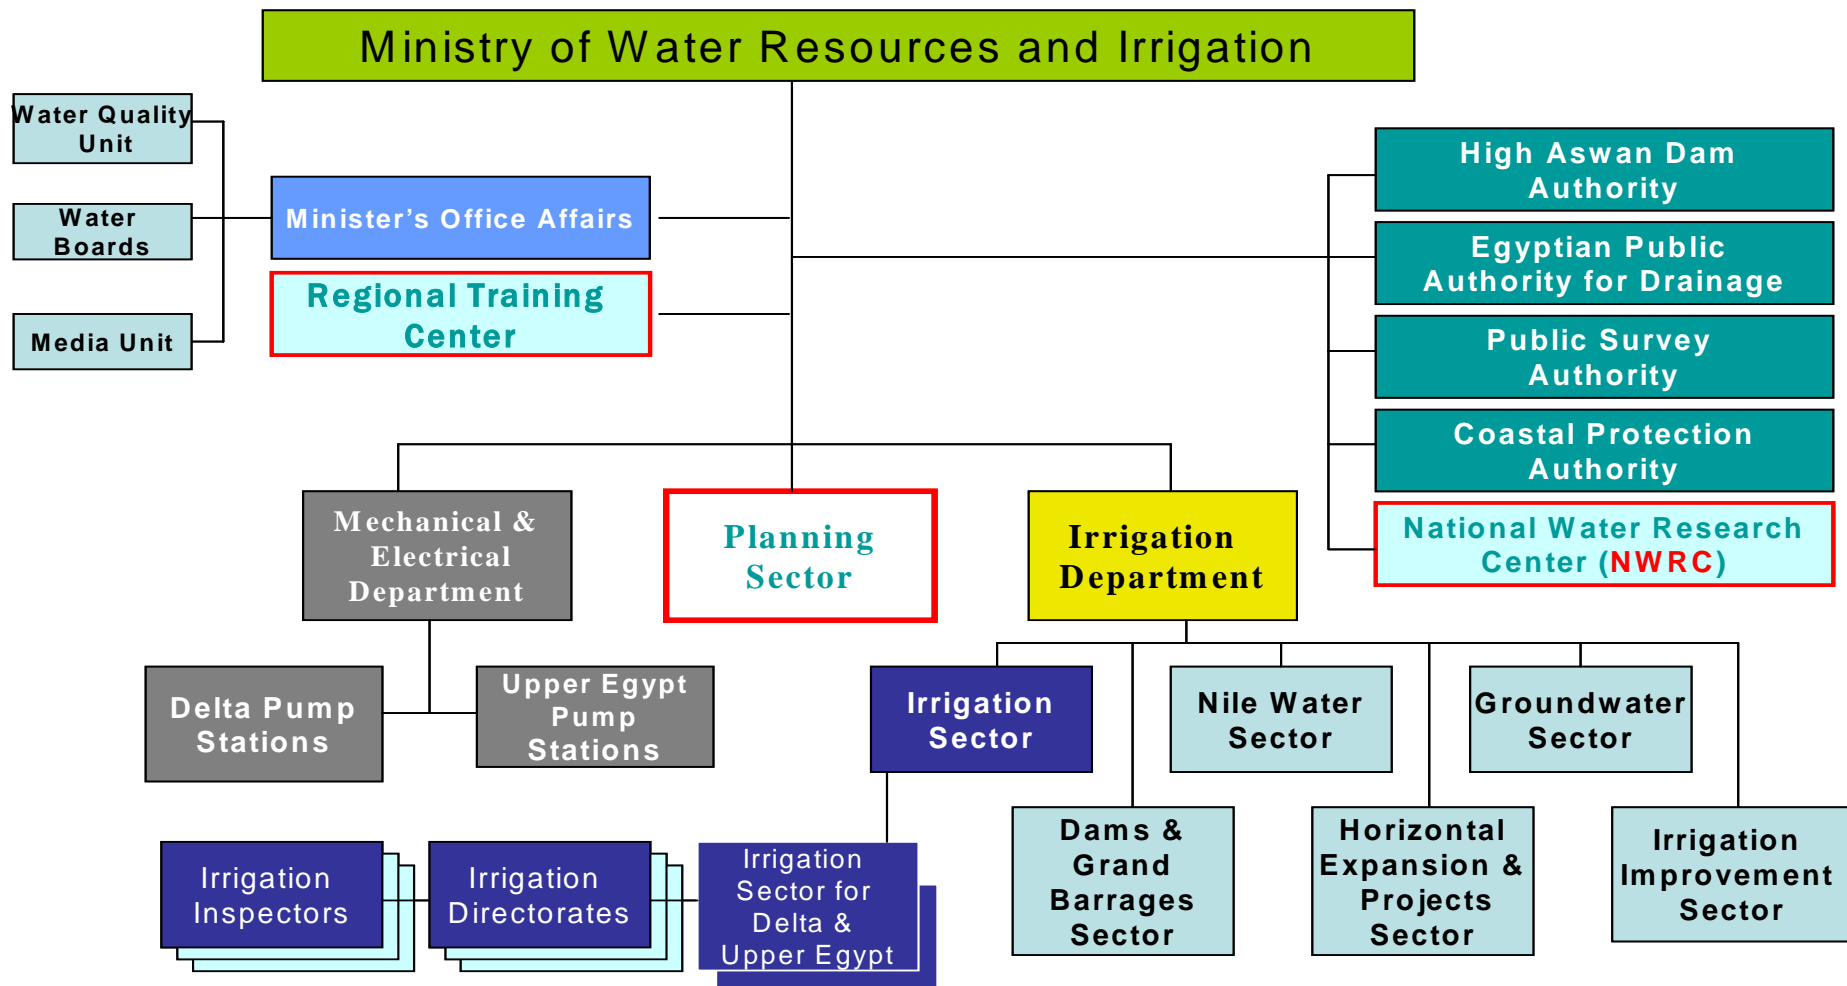 Ministry of Water Resources and Irrigation
Water Quality
Unit
Water
Boards
Media Unit
Minister’s Office Affairs
Regional Training
Center
High Aswan Dam
Authority
Egyptian Public
Authority for Drainage
Public Survey
Authority
Coastal Protection
Authority
National Water Research
Center (NWRC)
Mechanical &
Electrical
Department
Planning
Sector
Irrigation
Department
Delta Pump
Stations
Upper Egypt
Pump
Stations
Irrigation
Sector
Nile Water
Sector
Groundwater
Sector
Dams &
Grand
Barrages
Sector
Horizontal
Expansion &
Projects
Sector
Irrigation
Improvement
Sector
Irrigation
Inspectors
Irrigation
Directorates
Irrigation
Sector for
Delta &
Upper Egypt